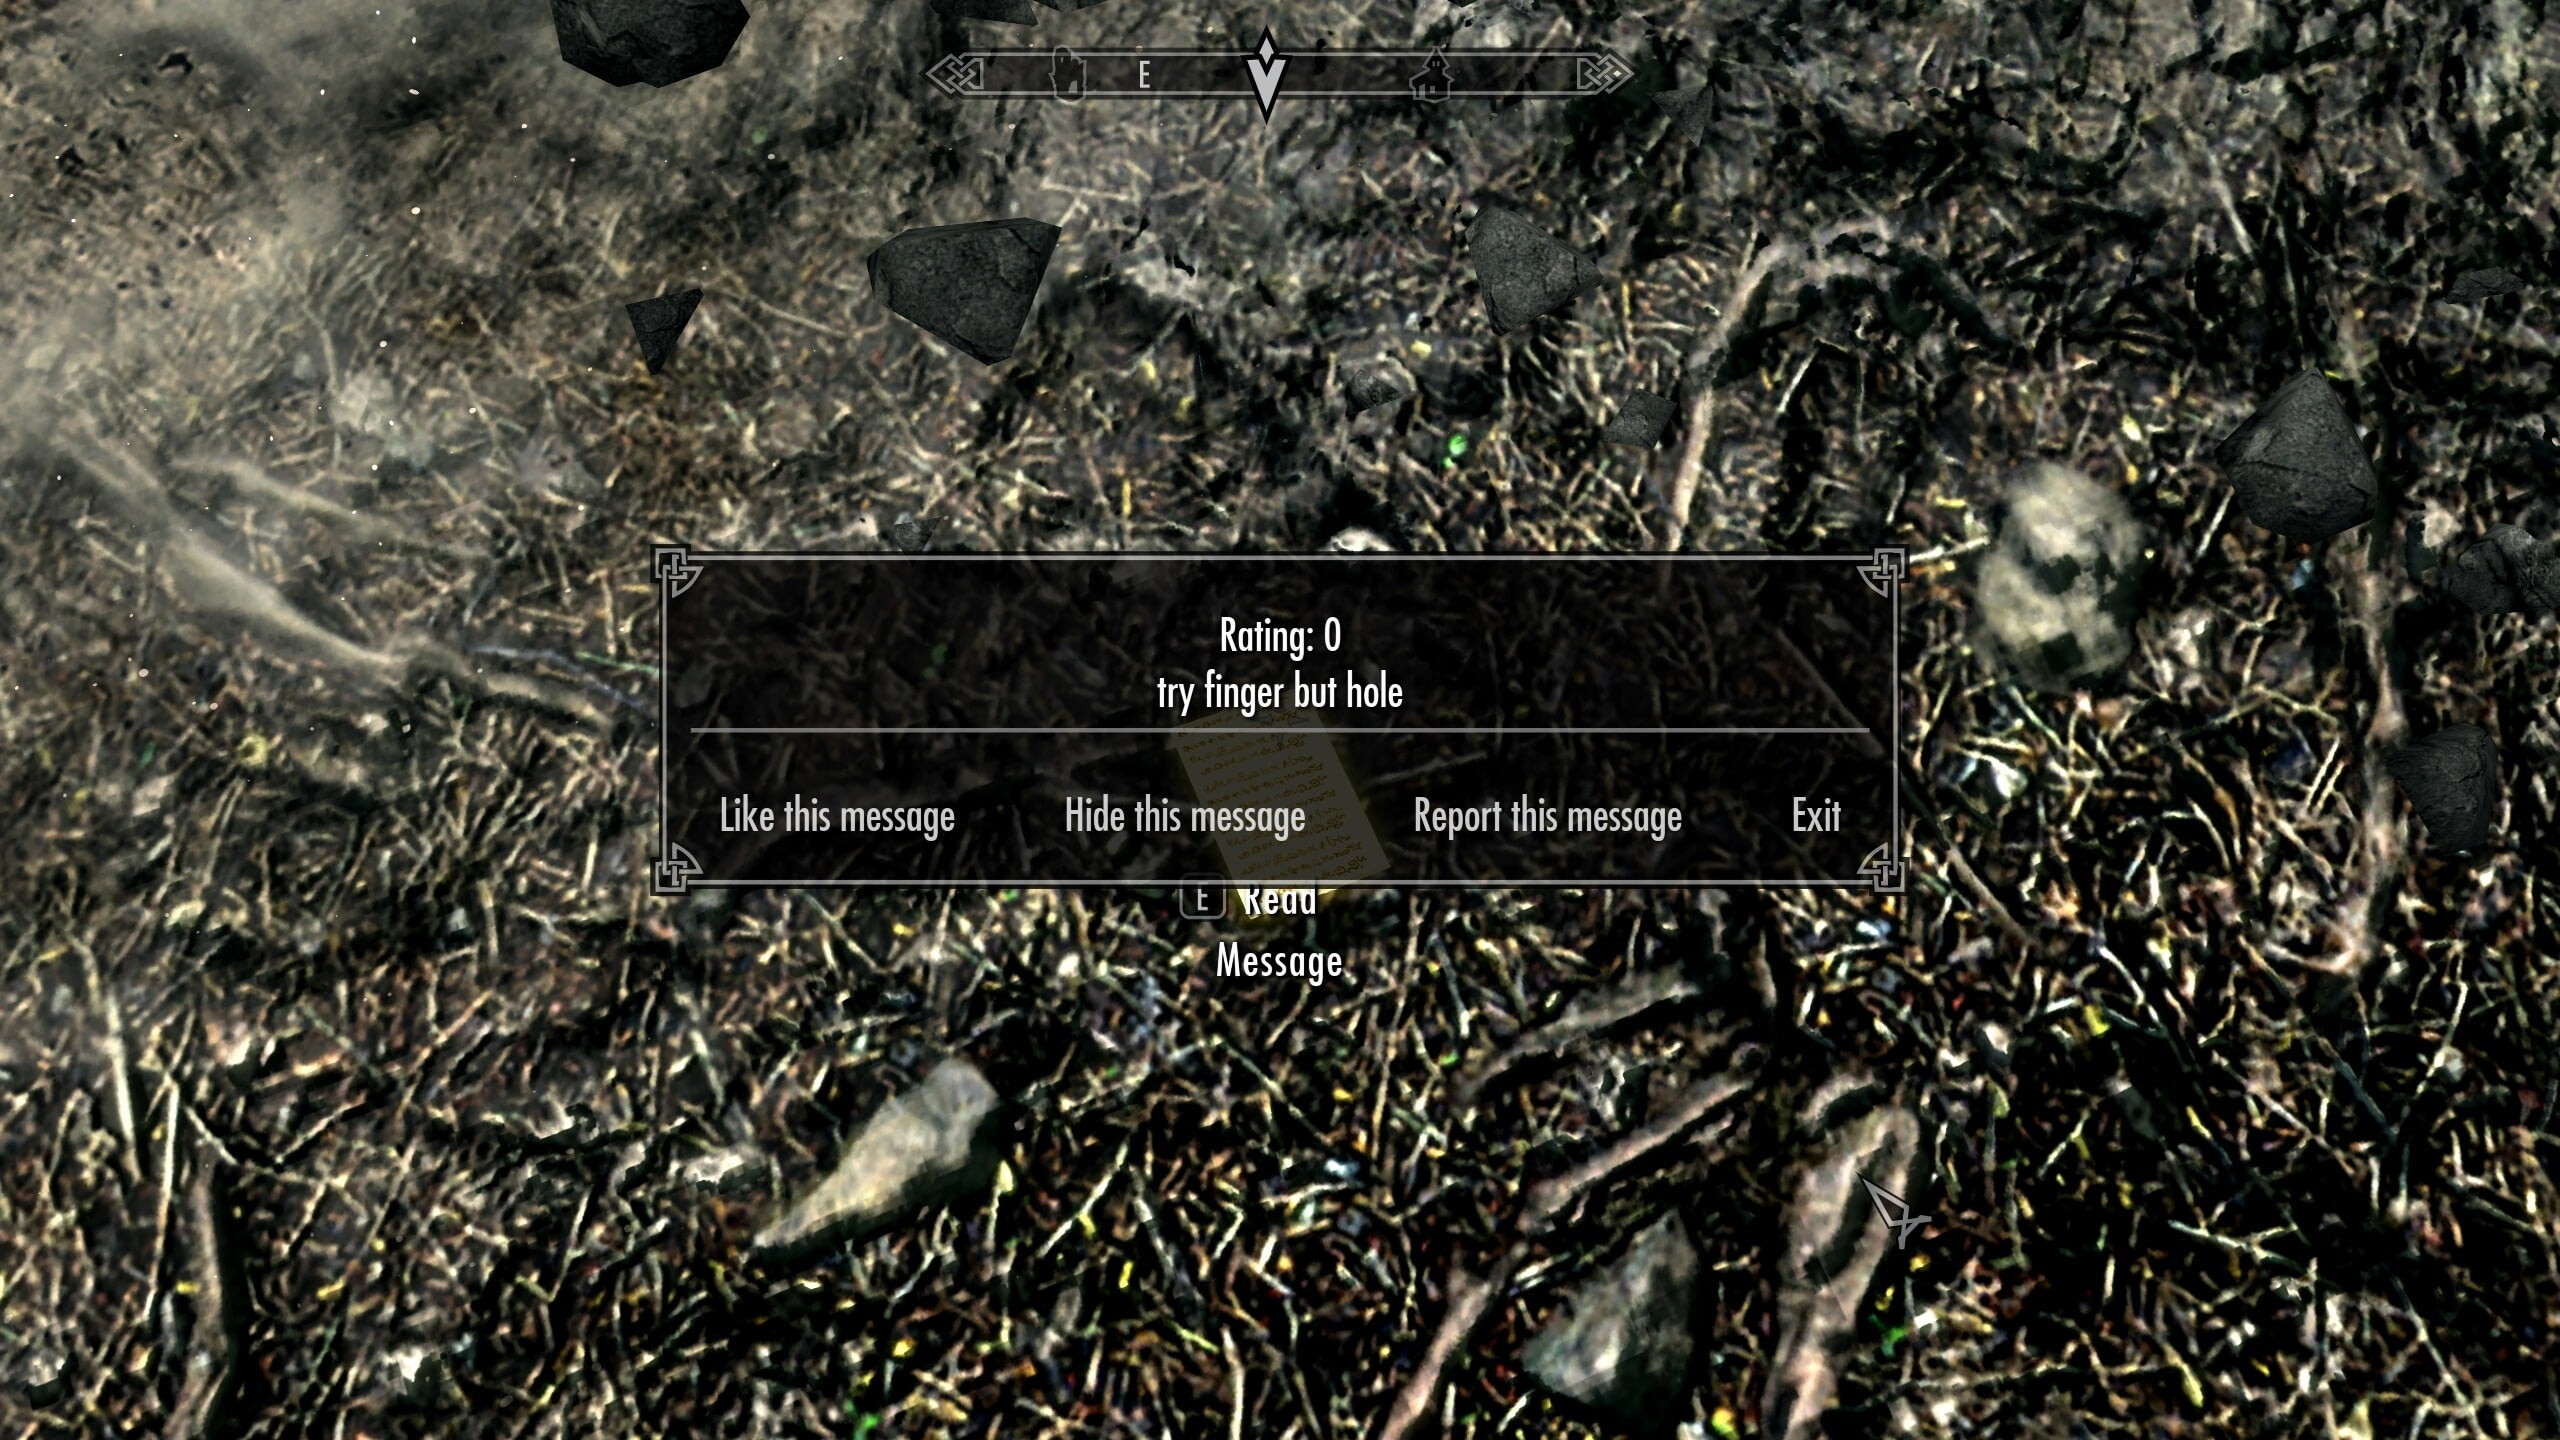 E
Rating: 0
try finger but hole
Like this message Hide this message Report this message Exit
E Read
Message